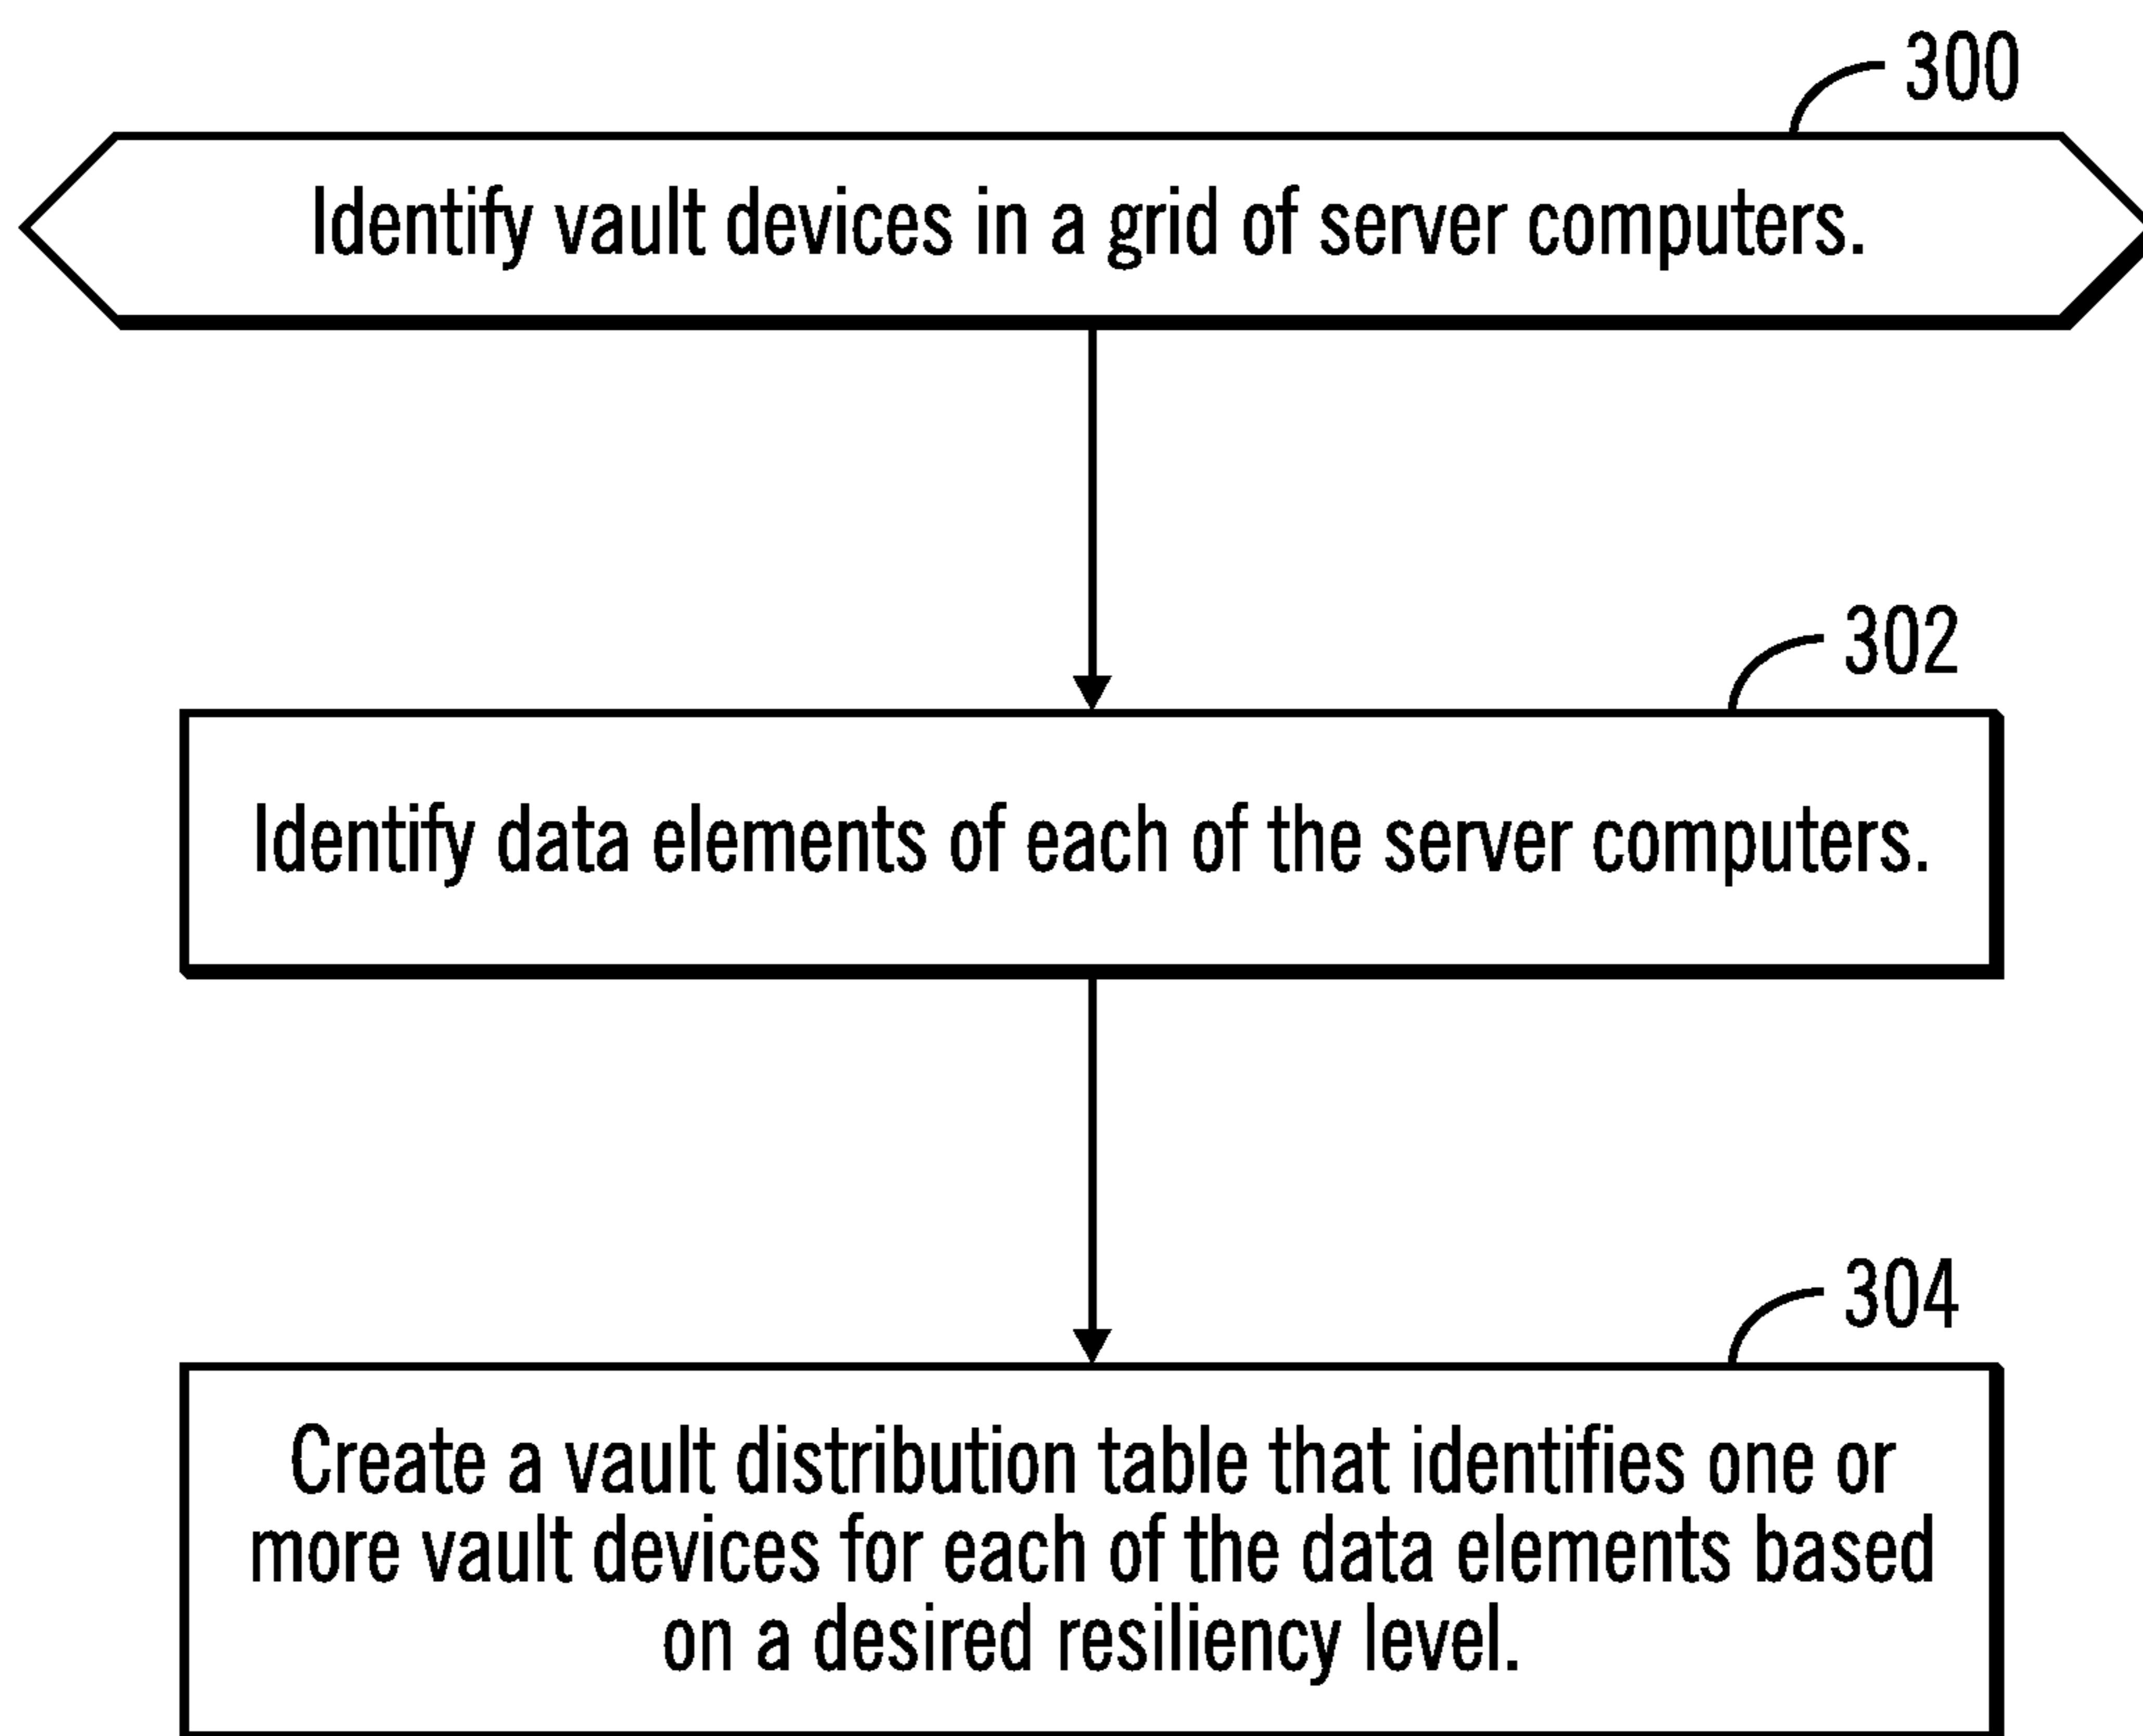 300
Identify vault devices in a grid of server computers.
302
Identify data elements of each of the server computers.
304
Create a vault distribution table that identifies one or
more vault devices for each of the data elements based
on a desired resiliency level.